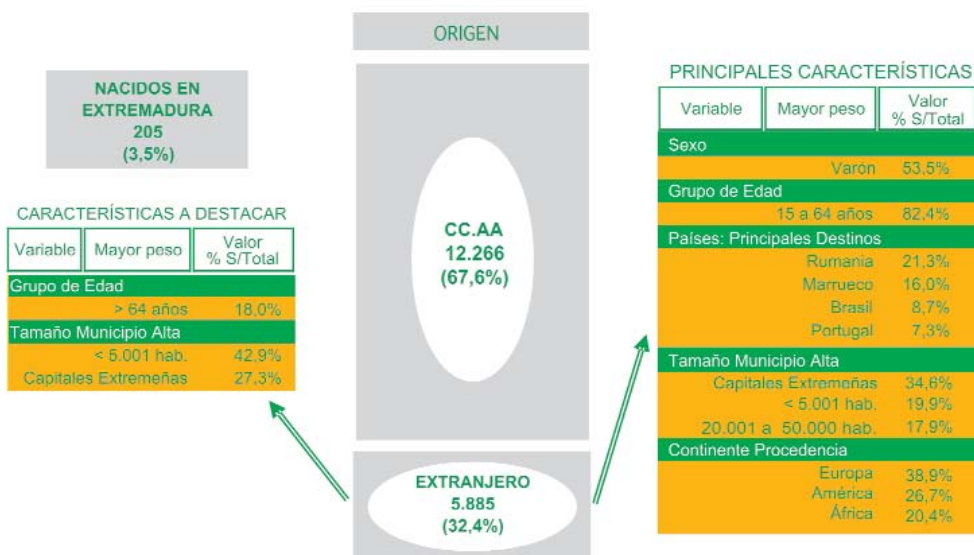 ORIGEN
NACIDOS EN
EXTREMADURA
205
(3,5%)
CARACTERÍSTICAS A DESTACAR
Variable Mayor peso Valor
% S/Total
Grupo de Edad
> 64 años 18,0%
Tamaño Municipio Alta
< 5.001 hab. 42,9%
Capitales Extremeñas 27,3%
CC.AA
12.266
(67,6%)
EXTRANJERO
5.885
(32,4%)
PRINCIPALES CARACTERÍSTICAS
Variable Mayor peso Valor
% S/Total
Sexo
Varón 53,5%
Grupo de Edad
15 a 64 años 82,4%
Países: Principales Destinos
Rumania 21,3%
Marrueco 16,0%
Brasil 8,7%
Portugal 7,3%
Tamaño Municipio Alta
Capitales Extremeñas 34,6%
< 5.001 hab. 19,9%
20.001 a 50.000 hab. 17,9%
Continente Procedencia
Europa 38,9%
América 26,7%
África 20,4%